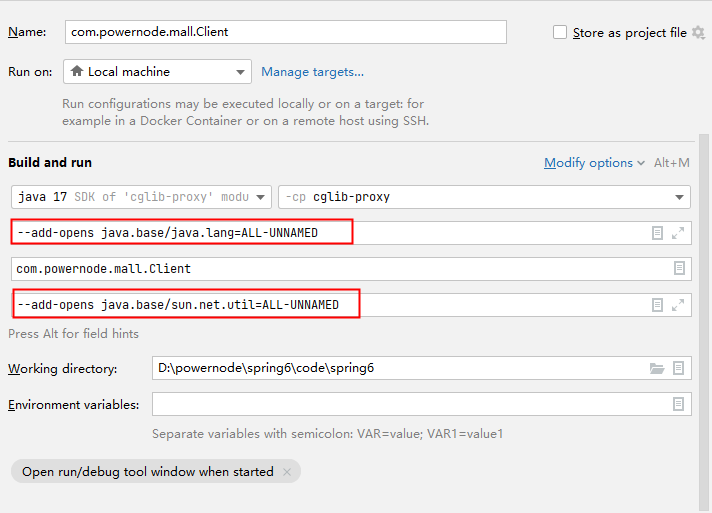 Name: com.powernode.mall.Client Store as project file
Run on: Local machine Manage targets...
Run configurations may be executed locally or on a target: for
example in a Docker Container or on a remote host using SSH.
Build and run Modify options Alt+M
java 17 SDK of 'cglib-proxy' modu -cp cglib-proxy
--add-opens java.base/java.lang=ALL-UNNAMED
com.powernode.mall.Client
--add-opens java.base/sun.net.util=ALL-UNNAMED
Press Alt for field hints
Working directory: D:\powernode\spring6\code\spring6
Environment variables:
Separate variables with semicolon: VAR=value; VAR1=value1
Open run/debug tool window when started ×